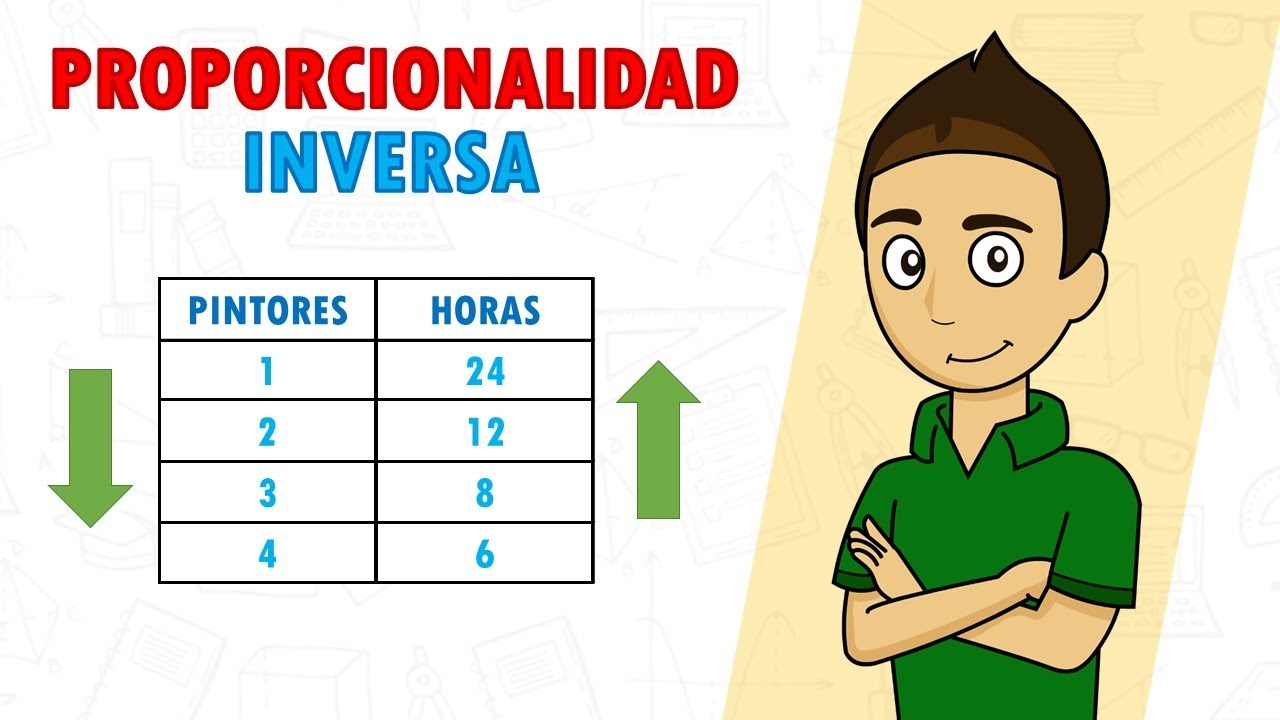 PROPORCIONALIDAD
INVERSA
PINTORES HORAS
1 24
2 12
3 8
4 6